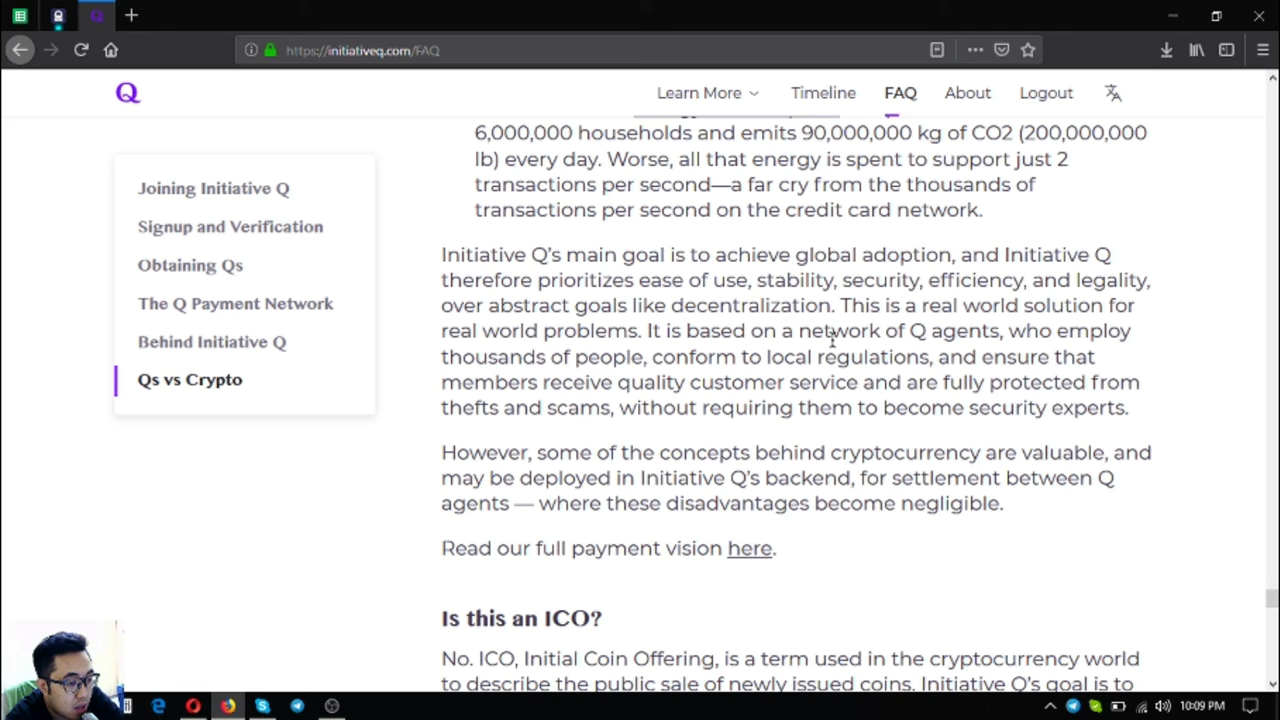 https://initiativeq.com/FAQ
Q
Learn More
Timeline
FAQ
About
Logout
Joining Initiative Q
Signup and Verification
Obtaining Qs
The Q Payment Network
Behind Initiative Q
Qs vs Crypto
6,000,000 households and emits 90,000,000 kg of CO2 (200,000,000
lb) every day. Worse, all that energy is spent to support just 2
transactions per second—a far cry from the thousands of
transactions per second on the credit card network.
Initiative Q's main goal is to achieve global adoption, and Initiative Q
therefore prioritizes ease of use, stability, security, efficiency, and legality,
over abstract goals like decentralization. This is a real world solution for
real world problems. It is based on a network of Q agents, who employ
thousands of people, conform to local regulations, and ensure that
members receive quality customer service and are fully protected from
thefts and scams, without requiring them to become security experts.
However, some of the concepts behind cryptocurrency are valuable, and
may be deployed in Initiative Q's backend, for settlement between Q
agents — where these disadvantages become negligible.
Read our full payment vision here.
Is this an ICO?
No. ICO, Initial Coin Offering, is a term used in the cryptocurrency world
to describe the public sale of newly issued coins. Initiative Q's goal is to
10:09 PM